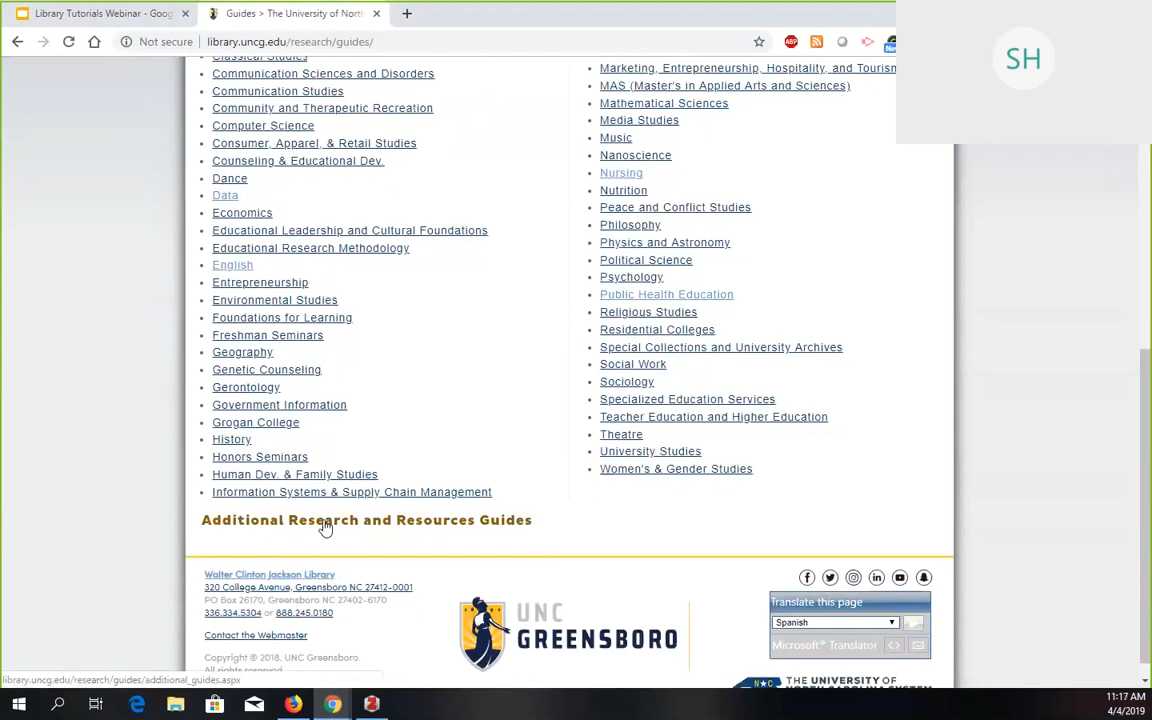 Library Tutorials Webinar - Goog
Guides > The University of North
Not secure
library.uncg.edu/research/guides/
ABP
SH
Classical Studies
Communication Sciences and Disorders
Communication Studies
Community and Therapeutic Recreation
Computer Science
Consumer, Apparel, & Retail Studies
Counseling & Educational Dev.
Dance
Data
Economics
Educational Leadership and Cultural Foundations
Educational Research Methodology
English
Entrepreneurship
Environmental Studies
Foundations for Learning
Freshman Seminars
Geography
Genetic Counseling
Gerontology
Government Information
Grogan College
History
Honors Seminars
Human Dev. & Family Studies
Information Systems & Supply Chain Management
Marketing, Entrepreneurship, Hospitality, and Tourism
MAS (Master's in Applied Arts and Sciences)
Mathematical Sciences
Media Studies
Music
Nanoscience
Nursing
Nutrition
Peace and Conflict Studies
Philosophy
Physics and Astronomy
Political Science
Psychology
Public Health Education
Religious Studies
Residential Colleges
Special Collections and University Archives
Social Work
Sociology
Specialized Education Services
Teacher Education and Higher Education
Theatre
University Studies
Women's & Gender Studies
Additional Research and Resources Guides
Walter Clinton Jackson Library
320 College Avenue, Greensboro NC 27412-0001
PO Box 26170, Greensboro NC 27402-6170
336.334.5304 or 888.245.0180
Contact the Webmaster
Copyright © 2018. UNC Greensboro.
All rights reserved
UNC
GREENSBORO
Translate this page
Spanish
Microsoft® Translator
THE UNIVERSITY OF
NORTH CAROLINA SYSTEM
library.uncg.edu/research/guides/additional_guides.aspx
11:17 AM
4/4/2019